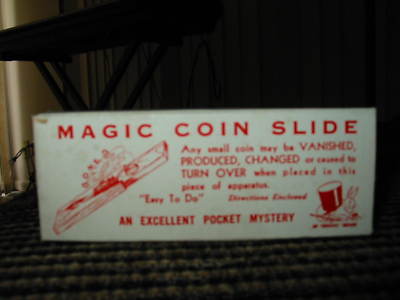 MAGIC COIN SLIDE
Any small coin may be VANISHED,
PRODUCED, CHANGED or caused to
TURN OVER when placed in this
piece of apparatus.
"Easy To Do" Directions Enclosed
AN EXCELLENT POCKET MYSTERY